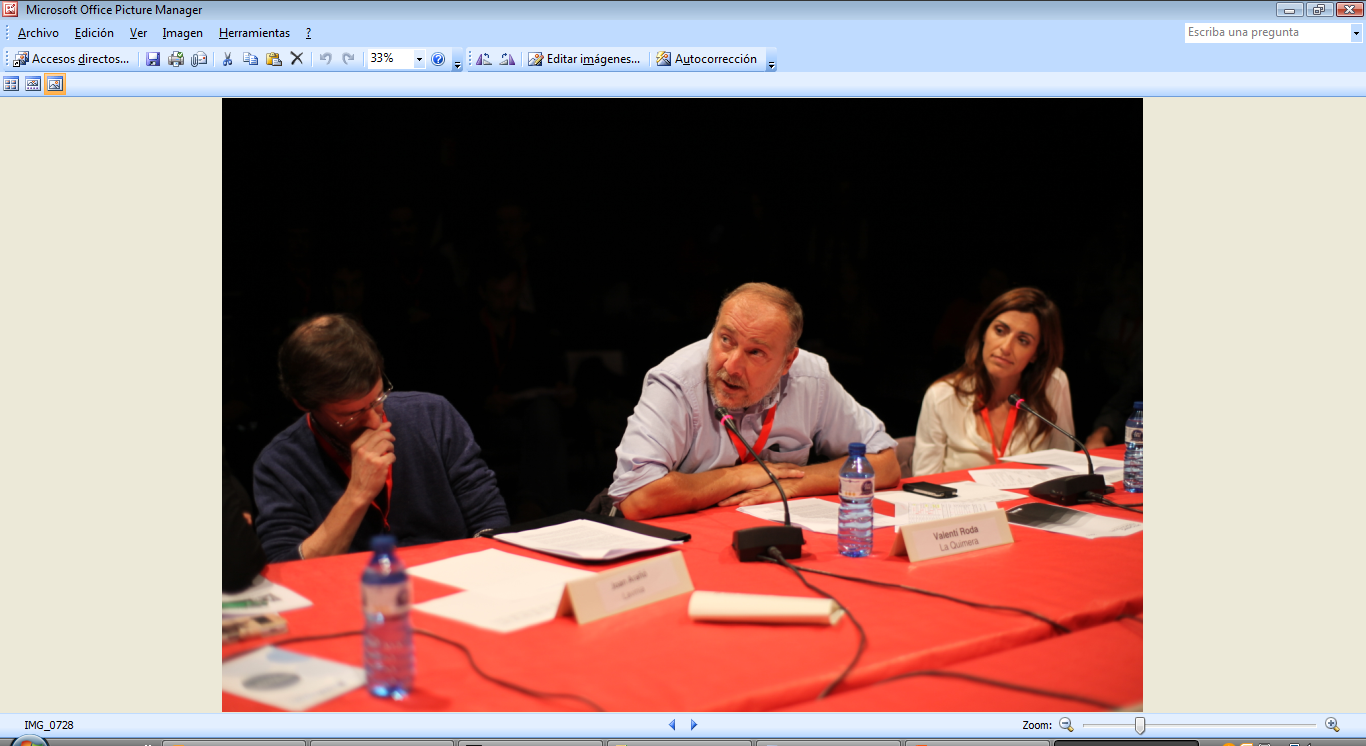 Microsoft Office Picture Manager
Archivo Edición Ver Imagen Herramientas ?
Escriba una pregunta
Accesos directos... 33% Editar imágenes... Autocorrección
Valentí Roda
La Quimera
Joan
IMG_0728
Zoom: